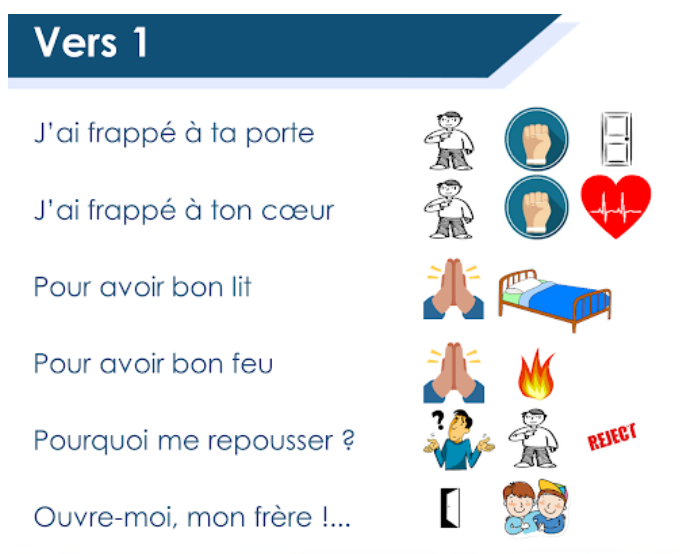 Vers 1
J'ai frappé à ta porte
J'ai frappé à ton cœur
Pour avoir bon lit
Pour avoir bon feu
?
Pourquoi me repousser ?
REJECT
Ouvre-moi, mon frère !...